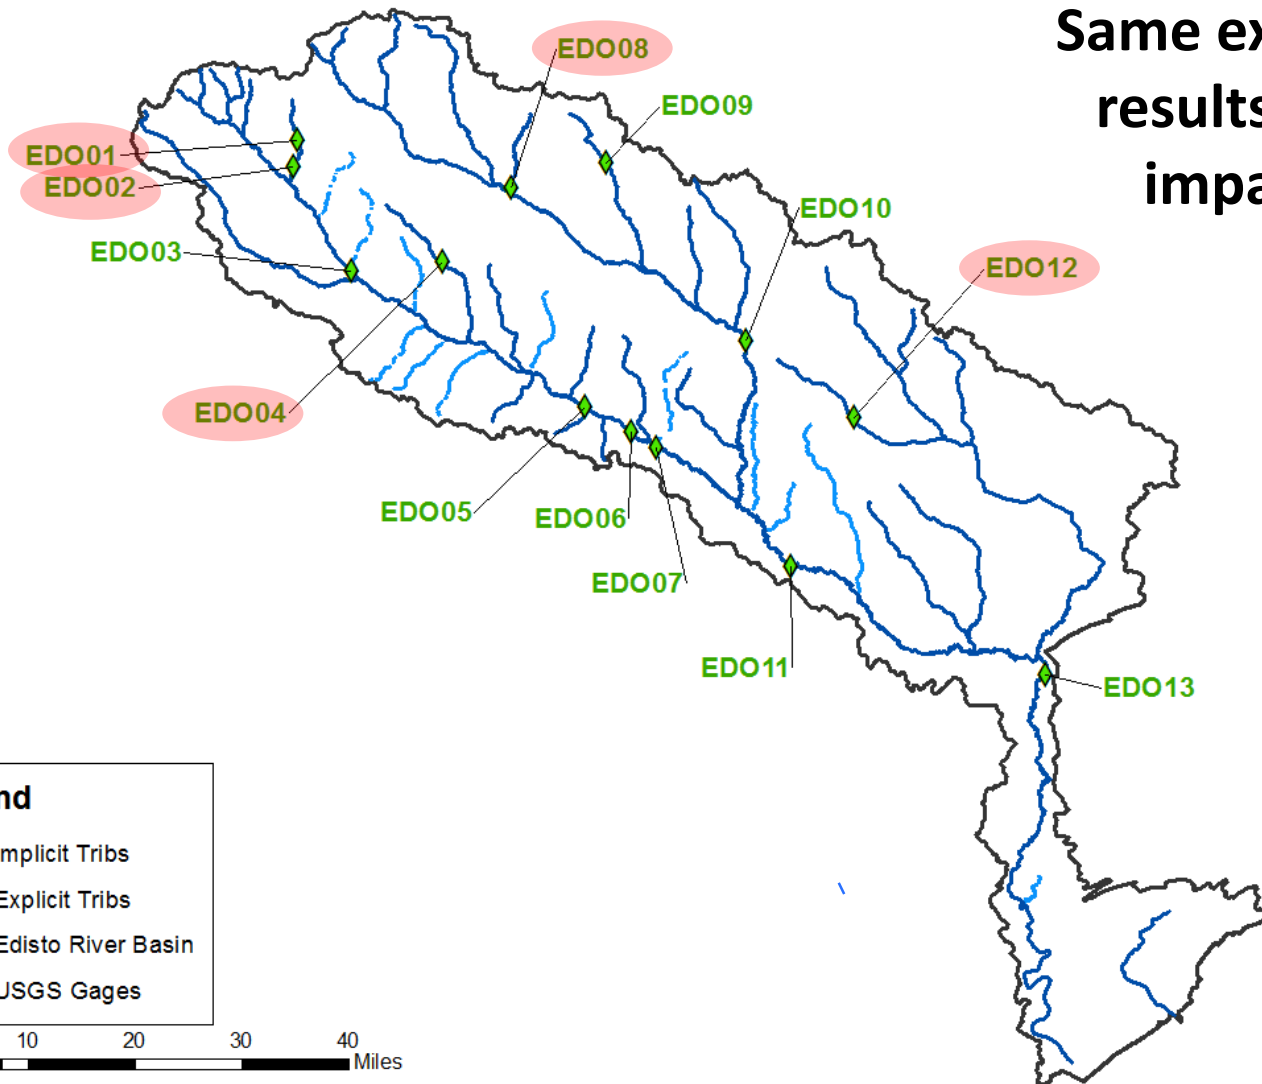 Same ex
results
impa
EDO08
EDO09
EDO01
EDO02
EDO10
EDO03
EDO12
EDO04
EDO05
EDO06
EDO07
EDO11
EDO13
nd
mplicit Tribs
Explicit Tribs
Edisto River Basin
USGS Gages
10 20 30 40
Miles